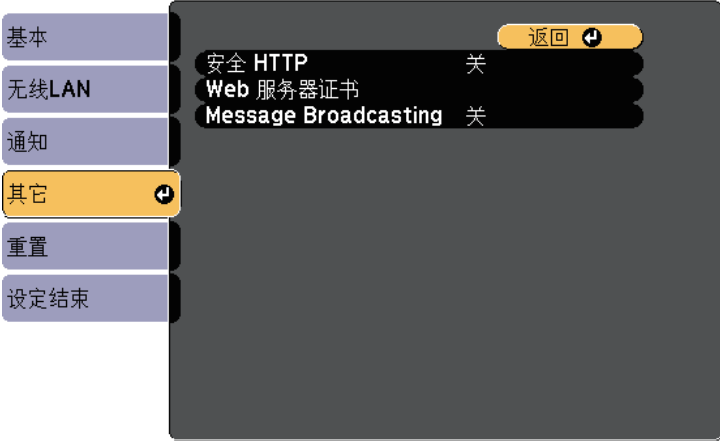 基本
无线LAN
通知
其它
重置
设定结束
返回
安全 HTTP 关
Web 服务器证书
Message Broadcasting 关